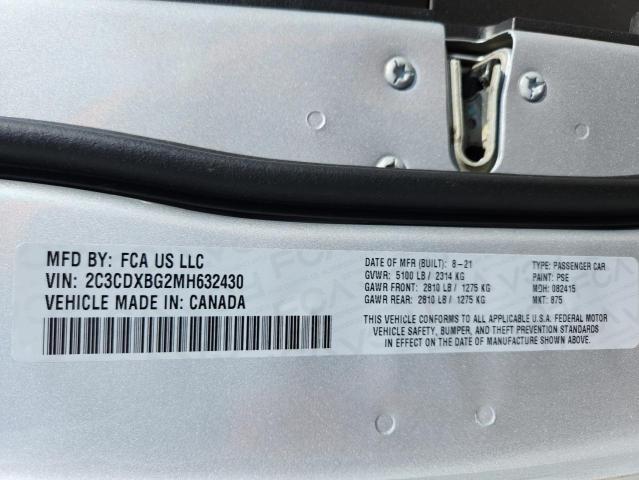 MFD BY: FCA US LLC
VIN: 2C3CDXBG2MH632430
VEHICLE MADE IN: CANADA
DATE OF MFR (BUILT): 8-21
GVWR: 5100 LB / 2314 KG
GAWR FRONT: 2810 LB / 1275 KG
GAWR REAR: 2810 LB / 1275 KG
TYPE: PASSENGER CAR
PAINT: PSE
MDH: 082415
MKT: 875
THIS VEHICLE CONFORMS TO ALL APPLICABLE U.S.A. FEDERAL MOTOR
VEHICLE SAFETY, BUMPER, AND THEFT PREVENTION STANDARDS
IN EFFECT ON THE DATE OF MANUFACTURE SHOWN ABOVE.